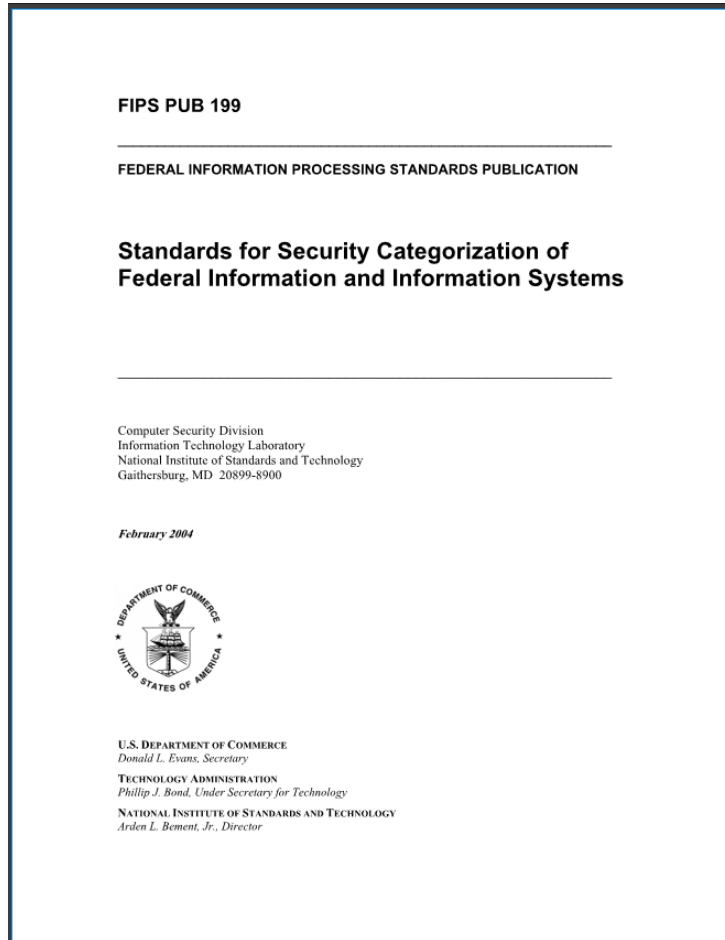 FIPS PUB 199
FEDERAL INFORMATION PROCESSING STANDARDS PUBLICATION
Standards for Security Categorization of
Federal Information and Information Systems
Computer Security Division
Information Technology Laboratory
National Institute of Standards and Technology
Gaithersburg, MD 20899-8900
February 2004
DEPARTMENT OF COMMERCE
UNITED STATES OF AMERICA
U.S. DEPARTMENT OF COMMERCE
Donald L. Evans, Secretary
TECHNOLOGY ADMINISTRATION
Phillip J. Bond, Under Secretary for Technology
NATIONAL INSTITUTE OF STANDARDS AND TECHNOLOGY
Arden L. Bement, Jr., Director